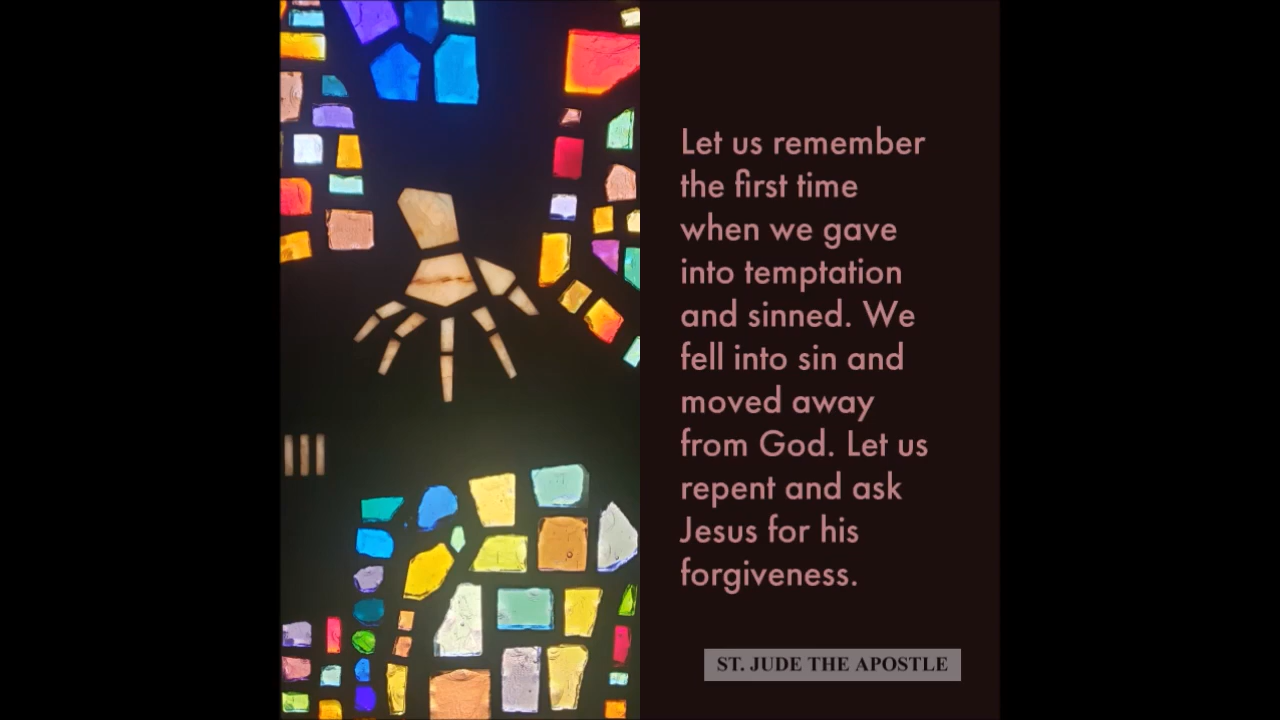 Let us remember
the first time
when we gave
into temptation
and sinned. We
fell into sin and
moved away
from God. Let us
repent and ask
Jesus for his
forgiveness.
ST. JUDE THE APOSTLE